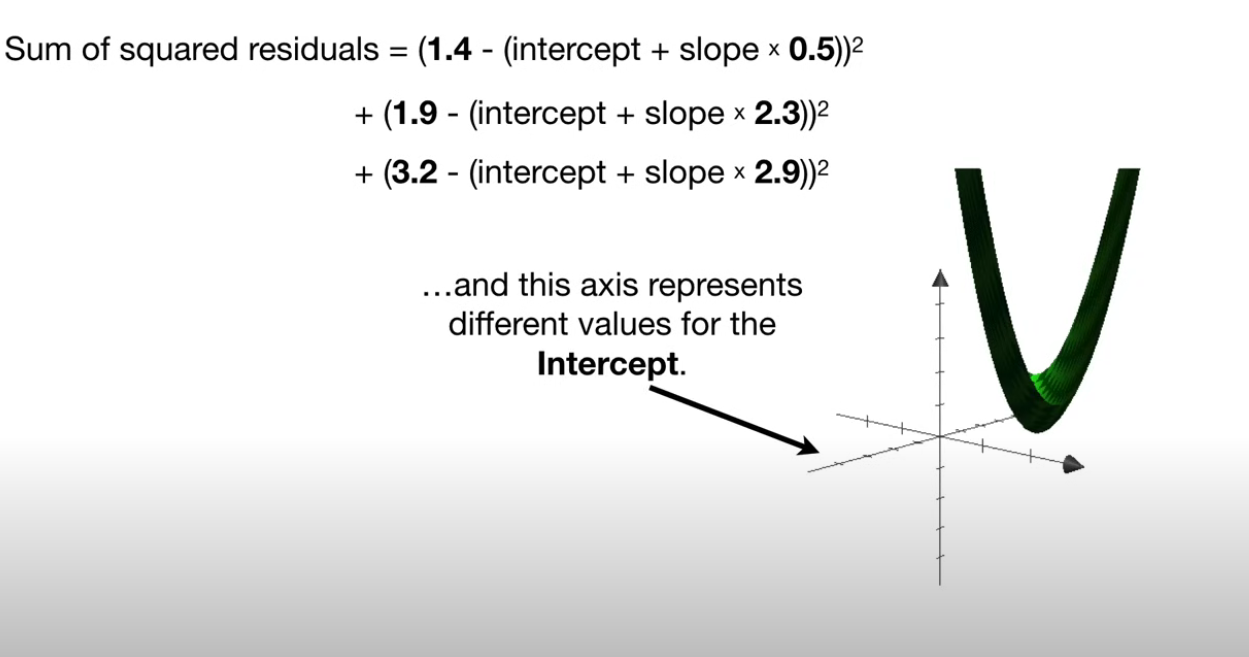 Sum of squared residuals = (1.4 - (intercept + slope × 0.5))²
+ (1.9 - (intercept + slope × 2.3))²
+ (3.2 - (intercept + slope × 2.9))²
…and this axis represents
different values for the
Intercept.